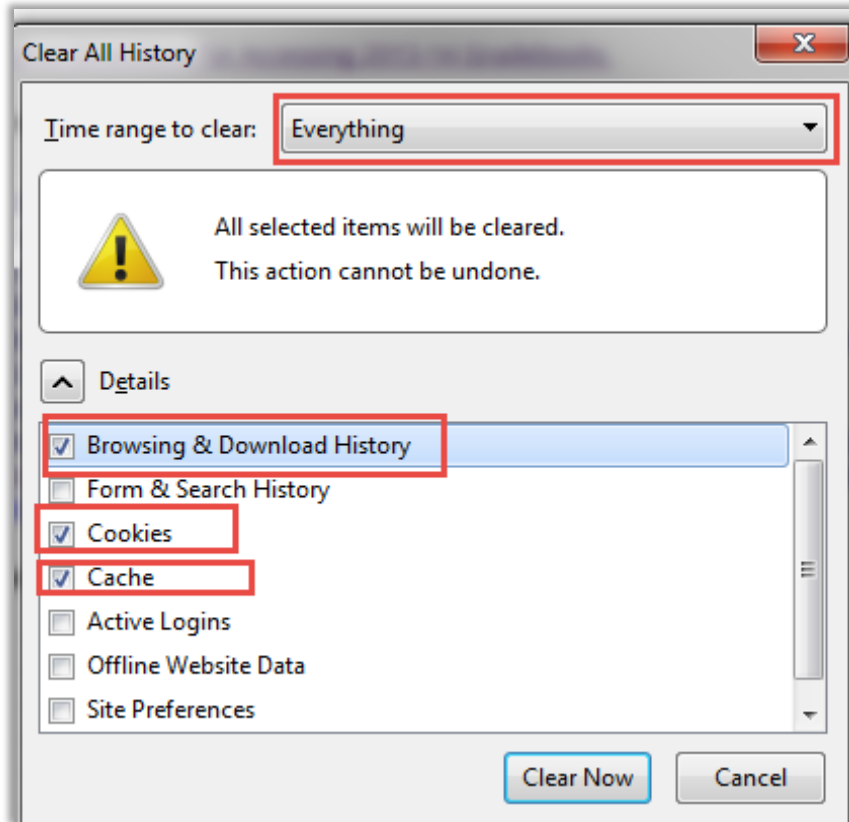 Clear All History
Time range to clear: Everything
All selected items will be cleared.
This action cannot be undone.
Details
Browsing & Download History
Form & Search History
Cookies
Cache
Active Logins
Offline Website Data
Site Preferences
Clear Now Cancel